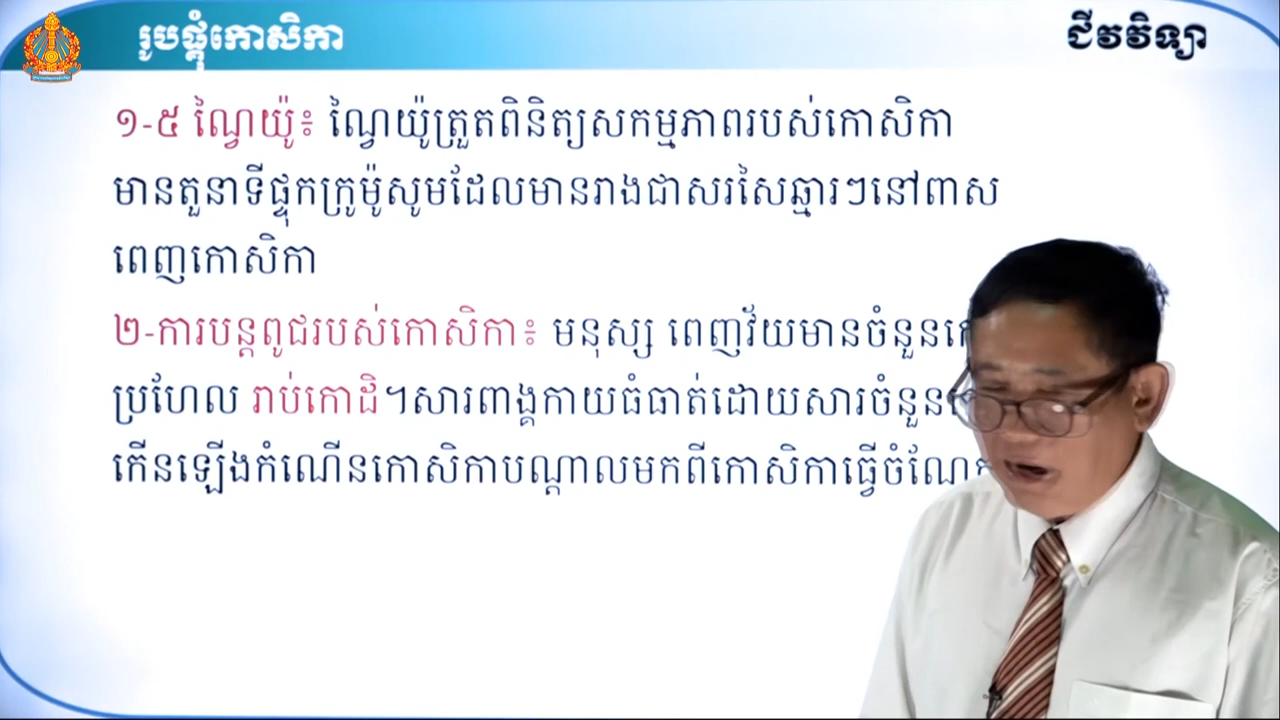 រូបផ្គុំកោសិកា
ជីវវិទ្យា
១-៥ ណ្វៃយ៉ូ៖ ណ្វៃយ៉ូត្រួតពិនិត្យសកម្មភាពរបស់កោសិកា
មានតួនាទីផ្ទុកក្រូម៉ូសូមដែលមានរាងជាសរសៃឆ្មារៗនៅពាស
ពេញកោសិកា
២-ការបន្តពូជរបស់កោសិកា៖ មនុស្ស ពេញវ័យមានចំនួន
ប្រហែល រាប់កោដិ។សារពាង្គកាយធំធាត់ដោយសារចំនួន
កើនឡើងកំណើនកោសិកាបណ្តាលមកពីកោសិកាធ្វើ